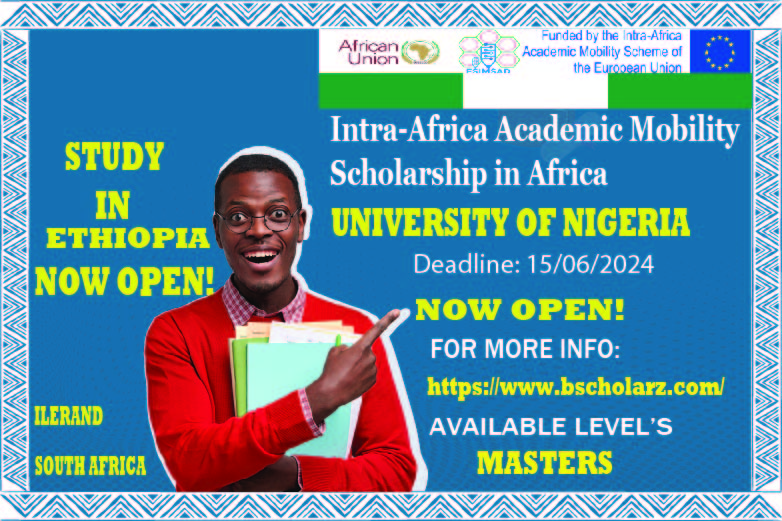 African
Union
ESIMSAD
Funded by the Intra-Africa
Academic Mobility Scheme of
the European Union
Intra-Africa Academic Mobility
Scholarship in Africa
UNIVERSITY OF NIGERIA
Deadline: 15/06/2024
NOW OPEN!
FOR MORE INFO:
https://www.bscholarz.com/
AVAILABLE LEVEL'S
MASTERS
STUDY
IN
ETHIOPIA
NOW OPEN!
ILERAND
SOUTH AFRICA